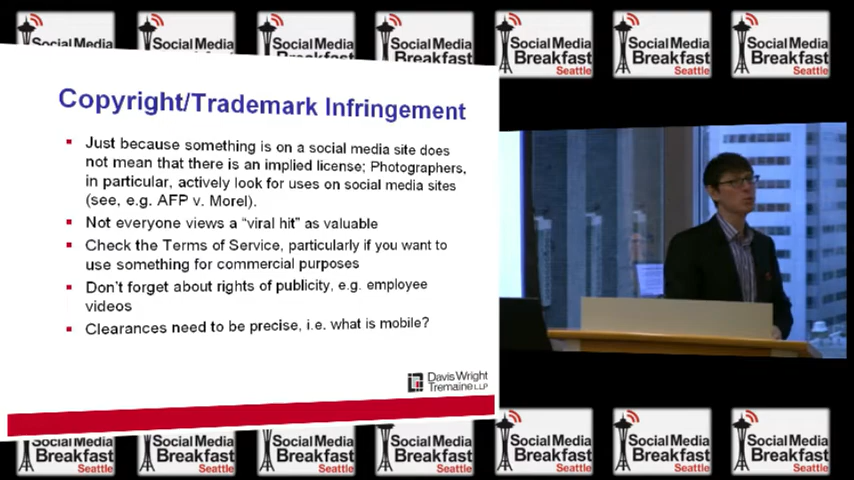 Social Media
Breakfast
Social Media
Breakfast
Social Media
Breakfast
Social Media
Breakfast
Social Media
Breakfast
Seattle
Social Media
Breakfast
Seattle
Social Media
Breakfast
Seattle
Copyright/Trademark Infringement
Just because something is on a social media site does
not mean that there is an implied license; Photographers,
in particular, actively look for uses on social media sites
(see, e.g. AFP v. Morel).
Not everyone views a “viral hit” as valuable
Check the Terms of Service, particularly if you want to
use something for commercial purposes
Don’t forget about rights of publicity, e.g. employee
videos
Clearances need to be precise, i.e. what is mobile?
Davis Wright
Tremaine LLP
Social Media
Breakfast
Seattle
Social Media
Breakfast
Seattle
Social Media
Breakfast
Seattle
Social Media
Breakfast
Seattle
Social Media
Breakfast
Seattle
Social Media
Breakfast
Seattle
Social Media
Breakfast
Seattle